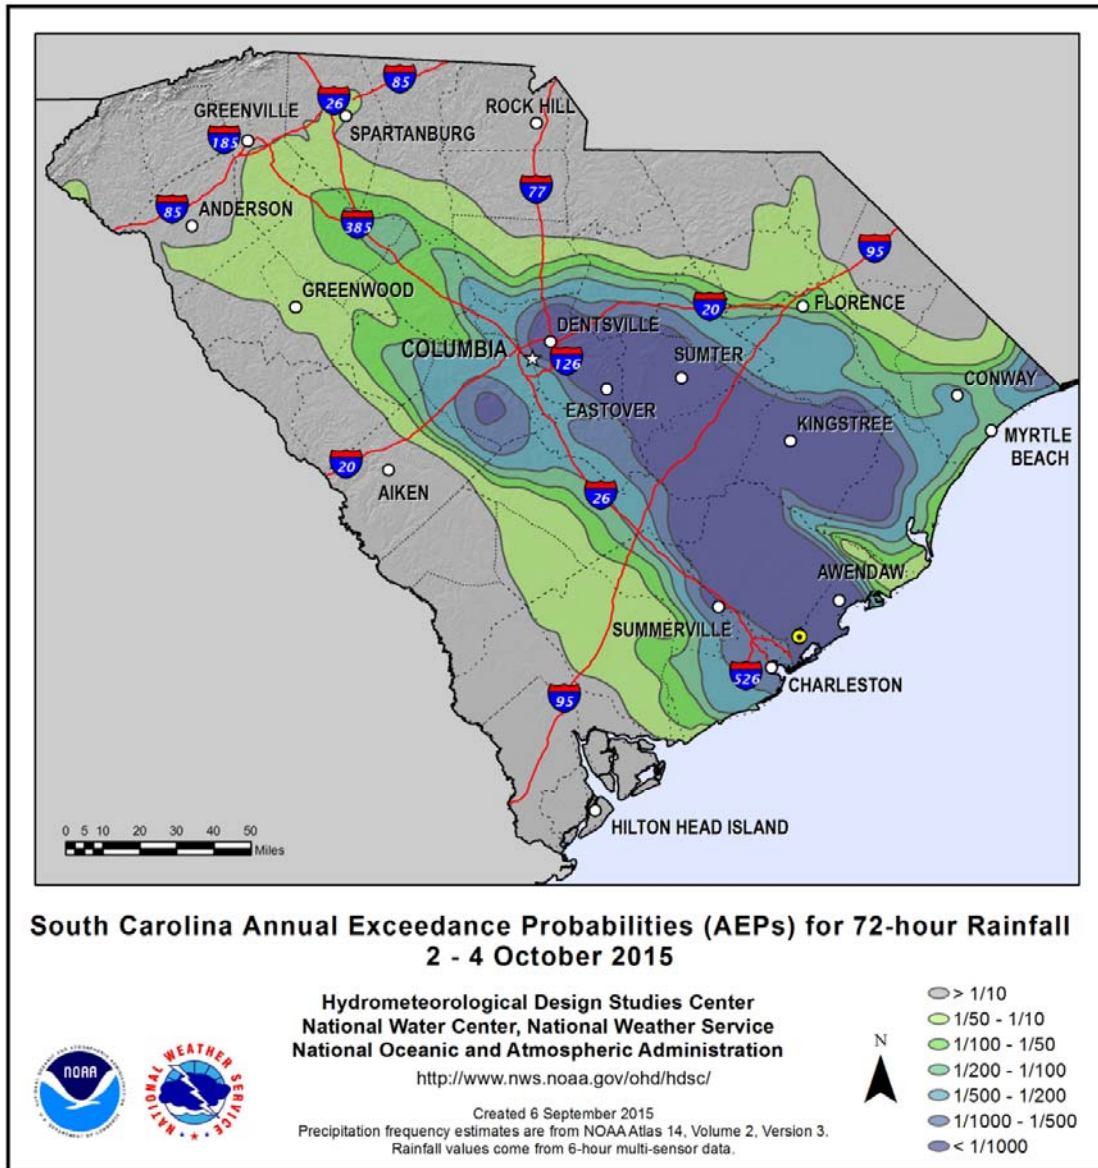 85
26
ROCK HILL
GREENVILLE
SPARTANBURG
185
77
85
ANDERSON
385
95
GREENWOOD
20
FLORENCE
DENTSVILLE
COLUMBIA
126
SUMTER
CONWAY
EASTOVER
KINGSTREE
MYRTLE
BEACH
20
AIKEN
26
AWENDAW
SUMMERVILLE
526
CHARLESTON
95
HILTON HEAD ISLAND
0 5 10 20 30 40 50
Miles
South Carolina Annual Exceedance Probabilities (AEPs) for 72-hour Rainfall
2 - 4 October 2015
Hydrometeorological Design Studies Center
National Water Center, National Weather Service
National Oceanic and Atmospheric Administration
http://www.nws.noaa.gov/ohd/hdsc/
Created 6 September 2015
Precipitation frequency estimates are from NOAA Atlas 14, Volume 2, Version 3.
Rainfall values come from 6-hour multi-sensor data.
NOAA
NATIONAL WEATHER SERVICE
N
> 1/10
1/50 - 1/10
1/100 - 1/50
1/200 - 1/100
1/500 - 1/200
1/1000 - 1/500
< 1/1000